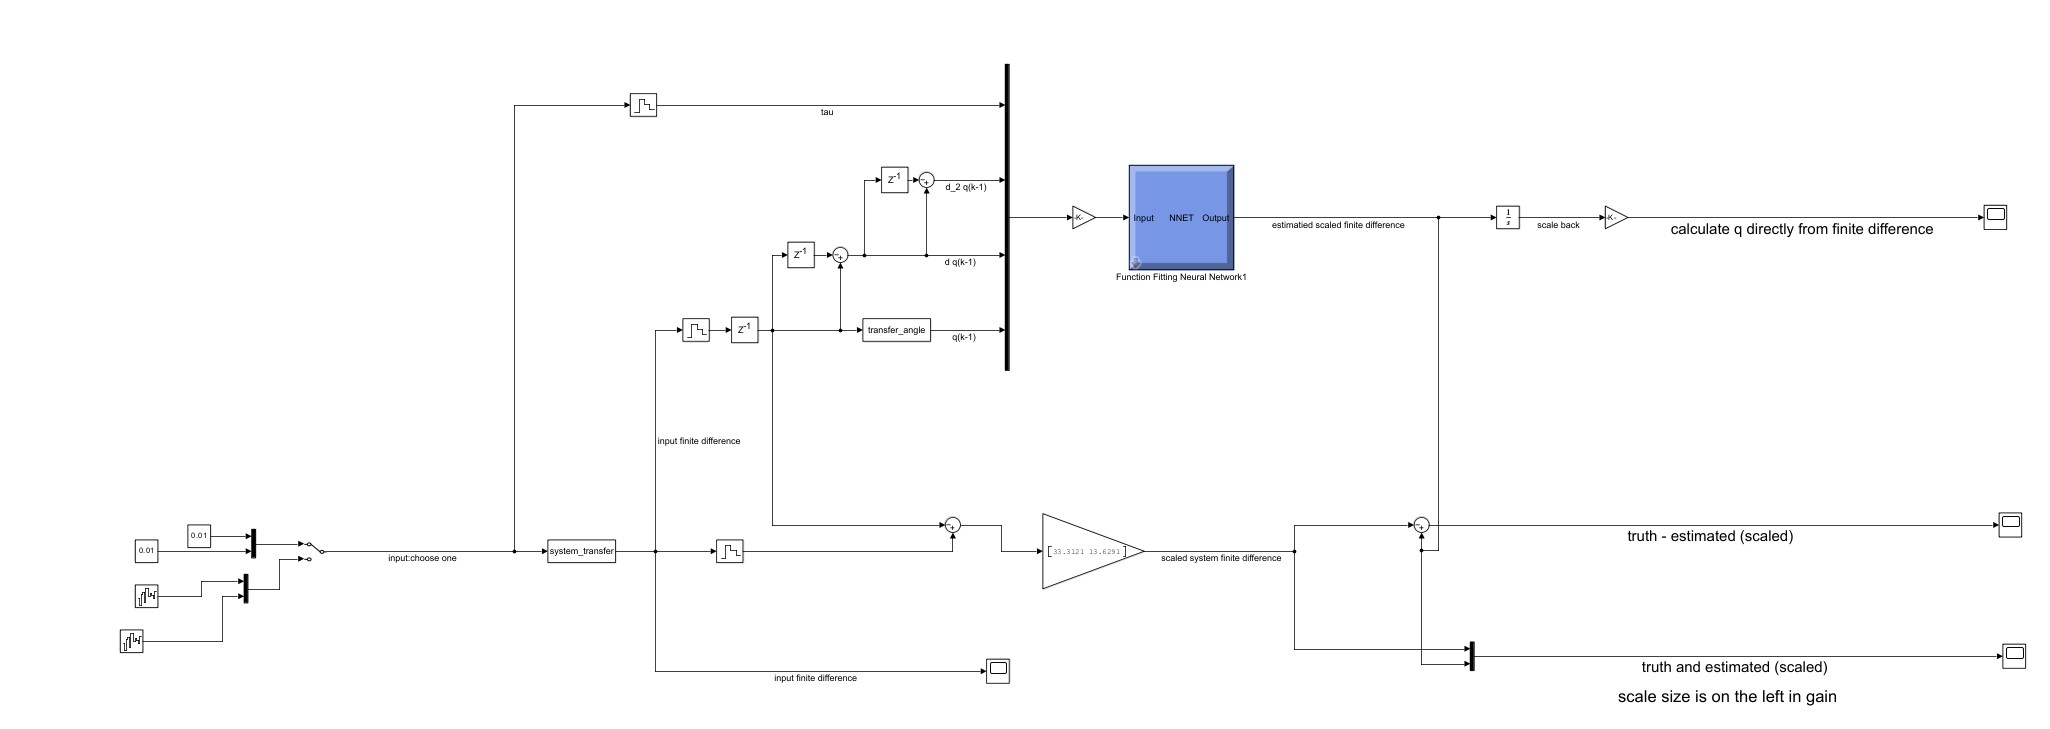 tau
z-1
d_2 q(k-1)
z-1
d q(k-1)
z-1
transfer_angle
q(k-1)
-K-
Input NNET Output
Function Fitting Neural Network1
estimatied scaled finite difference
1
s
scale back
-K-
calculate q directly from finite difference
input finite difference
0.01
0.01
input:choose one
system_transfer
[33.3121 13.6291]
scaled system finite difference
truth - estimated (scaled)
input finite difference
truth and estimated (scaled)
scale size is on the left in gain